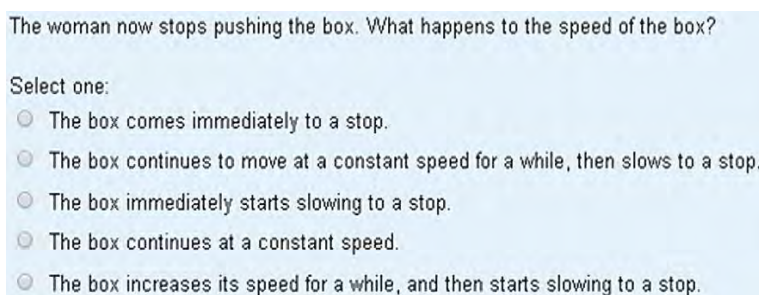 The woman now stops pushing the box. What happens to the speed of the box?
Select one:
The box comes immediately to a stop.
The box continues to move at a constant speed for a while, then slows to a stop.
The box immediately starts slowing to a stop.
The box continues at a constant speed.
The box increases its speed for a while, and then starts slowing to a stop.